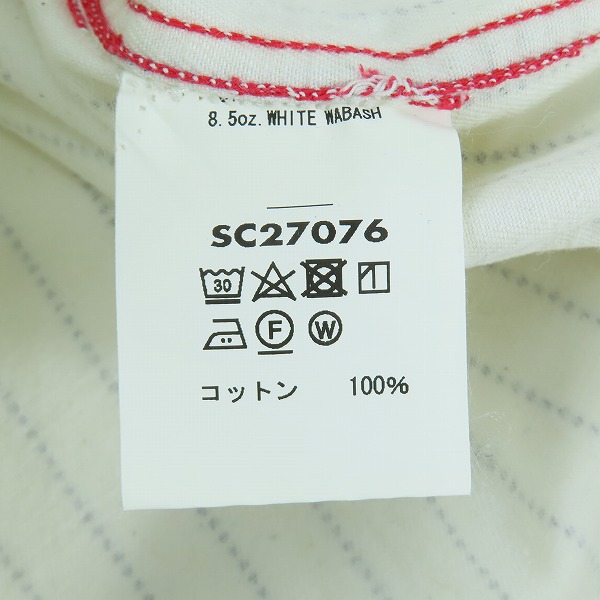 8.5oz. WHITE WABASH
SC27076
30
F W
コットン 100%